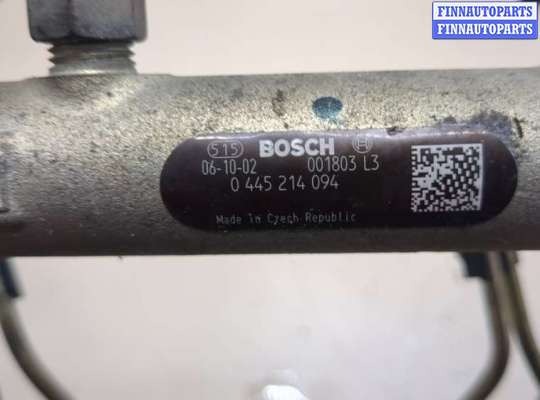 FINNAUTOPARTS
FINNAUTOPARTS
515 BOSCH
06-10-02 001803 L3
0 445 214 094
Made in Czech Republic